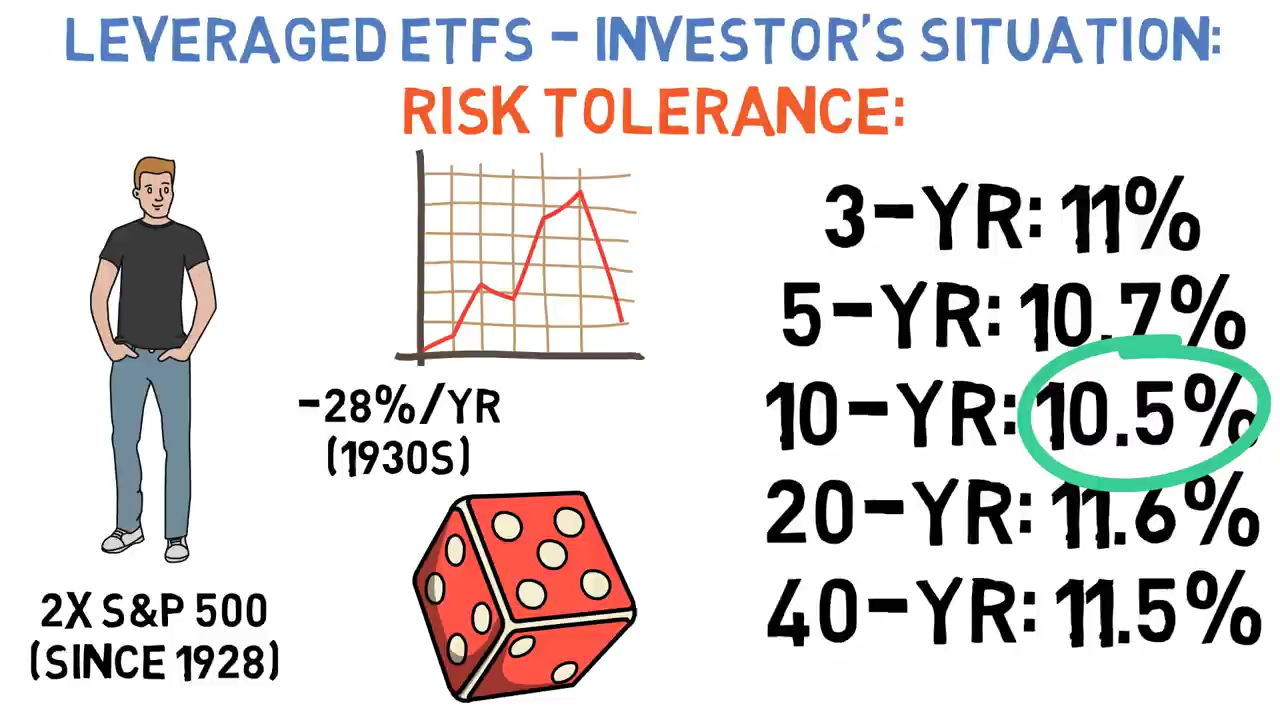 LEVERAGED ETFS - INVESTOR'S SITUATION:
RISK TOLERANCE:
3-YR: 11%
5-YR: 10.7%
10-YR: 10.5%
20-YR: 11.6%
40-YR: 11.5%
-28%/YR
(1930S)
2X S&P 500
(SINCE 1928)